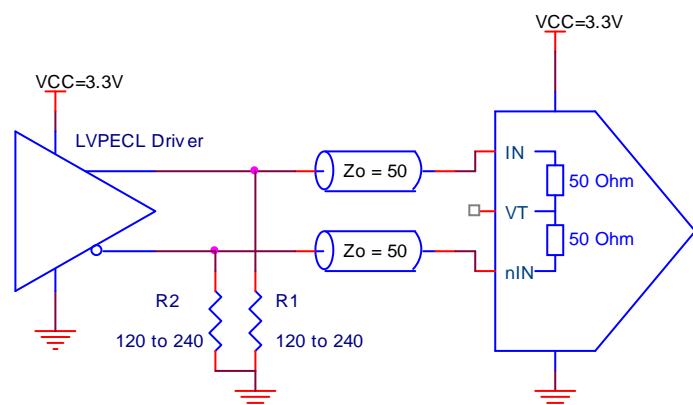 VCC=3.3V
VCC=3.3V
LVPECL Driver
Zo = 50
IN
50 Ohm
VT
Zo = 50
50 Ohm
nIN
R2
R1
120 to 240
120 to 240